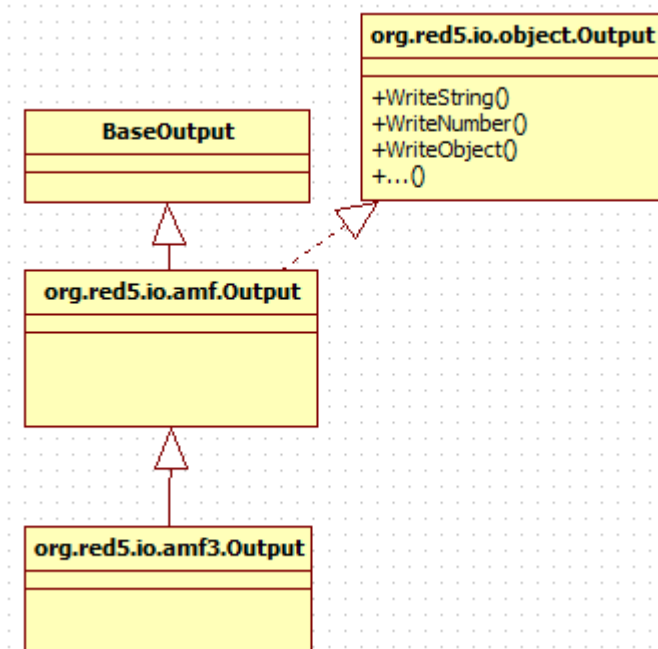 org.red5.io.object.Output
+WriteString()
+WriteNumber()
+WriteObject()
+...()
BaseOutput
org.red5.io.amf.Output
org.red5.io.amf3.Output